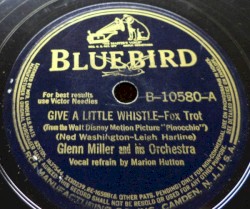 BLUEBIRD
For best results
use Victor Needles
B-10580-A
GIVE A LITTLE WHISTLE—Fox Trot
(From the Walt Disney Motion Picture "Pinocchio")
(Ned Washington-Leigh Harline)
Glenn Miller and his Orchestra
Vocal refrain by Marion Hutton
CAMDEN, N.J., U.S.A.